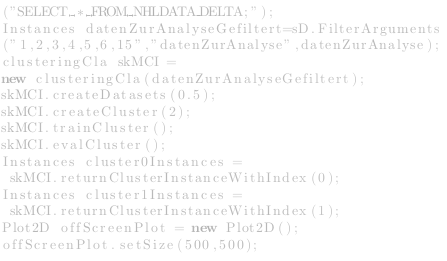 ("SELECT_*_FROM_NHLDATA_DELTA;");
Instances datenZurAnalyseGefiltert=sD.FilterArguments
("1,2,3,4,5,6,15","datenZurAnalyse",datenZurAnalyse);
clusteringCla skMCI =
new clusteringCla(datenZurAnalyseGefiltert);
skMCI.createDatasets(0.5);
skMCI.createCluster(2);
skMCI.trainCluster();
skMCI.evalCluster();
Instances cluster0Instances =
skMCI.returnClusterInstanceWithIndex(0);
Instances cluster1Instances =
skMCI.returnClusterInstanceWithIndex(1);
Plot2D offScreenPlot = new Plot2D();
offScreenPlot.setSize(500,500);